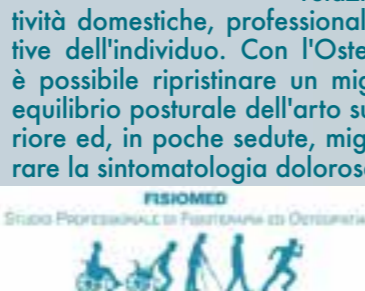 tività domestiche, professional
tive dell'individuo. Con l'Oste
è possibile ripristinare un mig
equilibrio posturale dell'arto su
riore ed, in poche sedute, mig
rare la sintomatologia doloros
FISIOMED
STUDIO PROFESSIONALE DI FISIOTERAPIA ED OSTEOPATIA